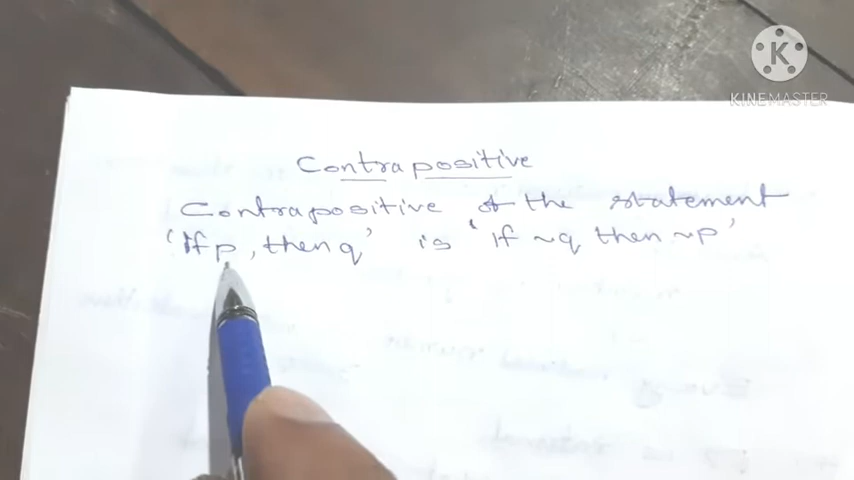 Contrapositive
Contrapositive of the statement
'If p, then q' is 'if ~q then ~p'
K
KINEMASTER